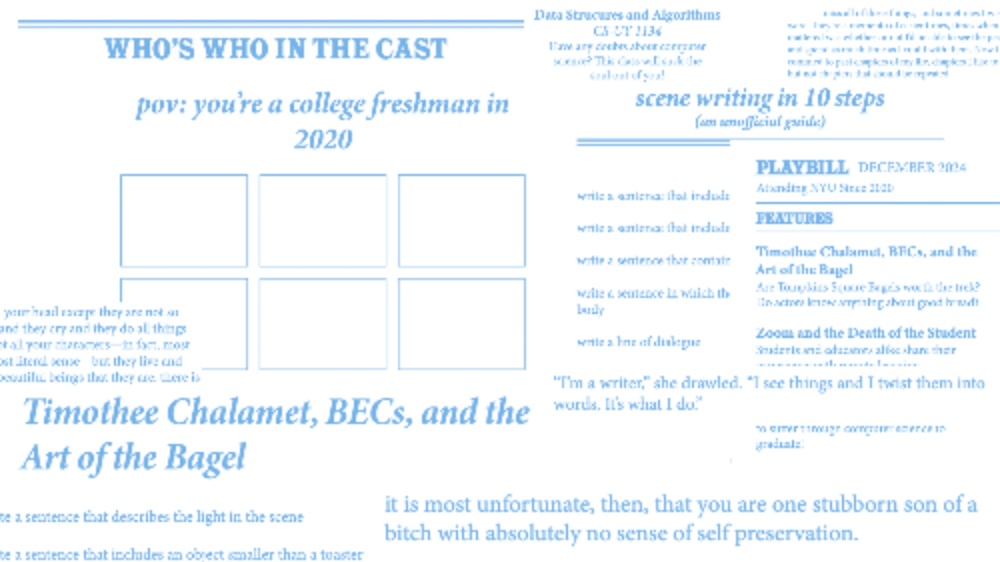 WHO'S WHO IN THE CAST
pov: you're a college freshman in
2020
Data Strucures and Algorithms
CS-UY 1134
Have any doubts about computer
science? This class will suck the
soul out of you!
scene writing in 10 steps
(an unofficial guide)
write a sentence that include
write a sentence that include
write a sentence that contain
write a sentence in which th
body
write a line of dialogue
PLAYBILL DECEMBER 2024
Attending NYU Since 2020
FEATURES
Timothee Chalamet, BECs, and the
Art of the Bagel
Are Tompkins Square Bagels worth the trek?
Do actors know anything about good bread?
Zoom and the Death of the Student
Students and educators alike share their
your head except they are not so
and they cry and they do all things
of all your characters—in fact, most
literal sense—but they live and
beautiful beings that they are, there is
Timothee Chalamet, BECs, and the
Art of the Bagel
"I'm a writer," she drawled. "I see things and I twist them into
words. It's what I do."
to suffer through computer science to
graduate!
te a sentence that describes the light in the scene
te a sentence that includes an object smaller than a toaster
it is most unfortunate, then, that you are one stubborn son of a
bitch with absolutely no sense of self preservation.